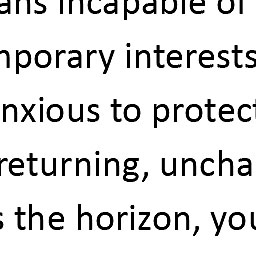 ans incapable of
mporary interests
nxious to protect
returning, uncha
s the horizon, you